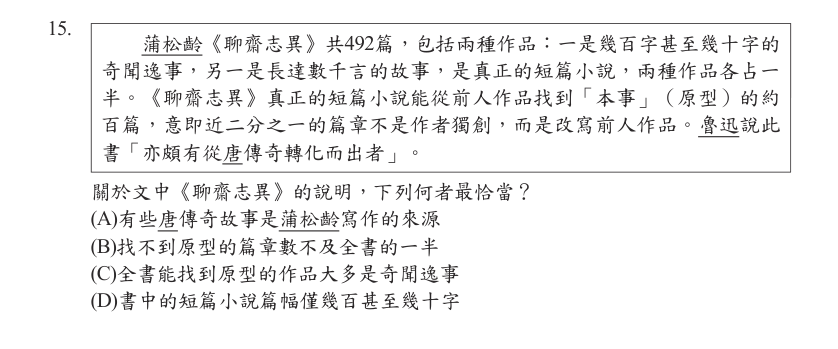 15.
蒲松齡《聊齋志異》共492篇，包括兩種作品：一是幾百字甚至幾十字的
奇聞逸事，另一是長達數千言的故事，是真正的短篇小說，兩種作品各占一
半。《聊齋志異》真正的短篇小說能從前人作品找到「本事」（原型）的約
百篇，意即近二分之一的篇章不是作者獨創，而是改寫前人作品。魯迅說此
書「亦頗有從唐傳奇轉化而出者」。
關於文中《聊齋志異》的說明，下列何者最恰當？
(A)有些唐傳奇故事是蒲松齡寫作的來源
(B)找不到原型的篇章數不及全書的一半
(C)全書能找到原型的作品大多是奇聞逸事
(D)書中的短篇小說篇幅僅幾百甚至幾十字